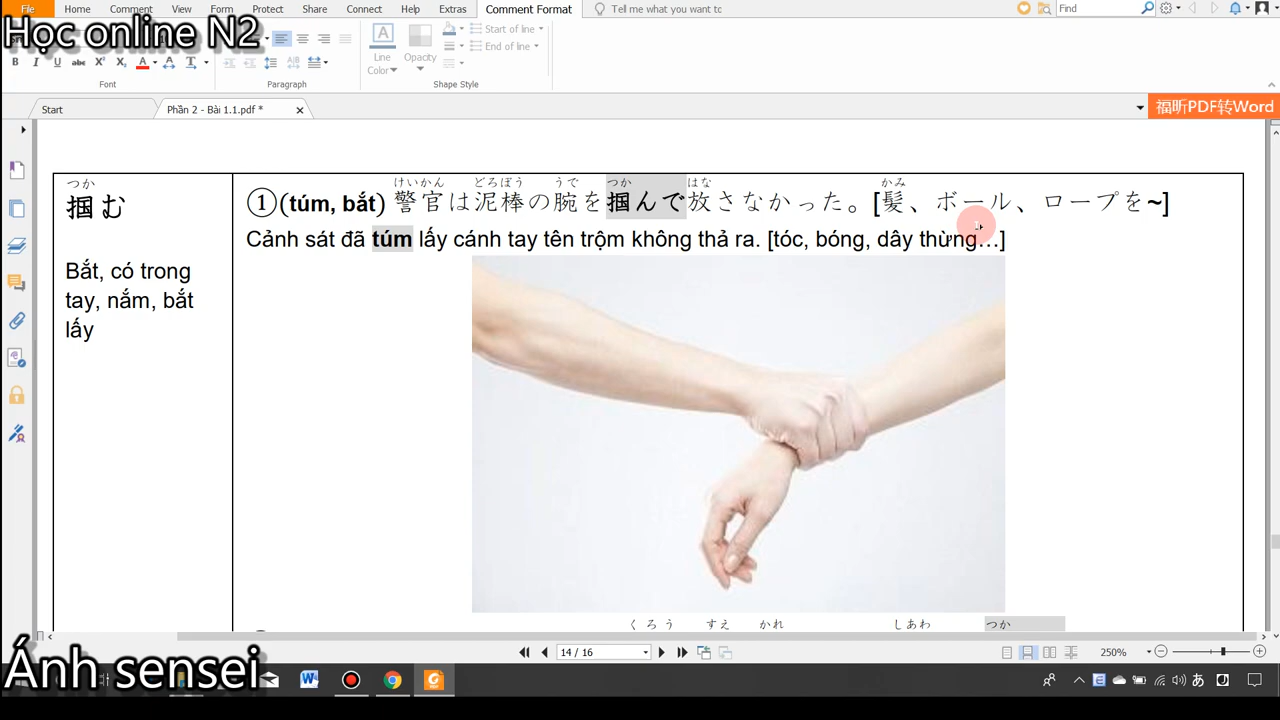 File Home Comment View Form Protect Share Connect Help Extras Comment Format Tell me what you want tc Find
Học online N2
Line Color Opacity Start of line
End of line
Font Paragraph Shape Style
Start Phần 2 - Bài 1.1.pdf * 福昕PDF转Word
つか
掴む
Bắt, có trong
tay, nắm, bắt
lấy
けいかん どろぼう うで つか はな かみ
①(túm, bắt) 警官は泥棒の腕を掴んで放さなかった。[髪、ボール、ロープを~]
Cảnh sát đã túm lấy cánh tay tên trộm không thả ra. [tóc, bóng, dây thừng…]
くろう すえ かれ しあわ つか
14 / 16 250%
Ánh sensei